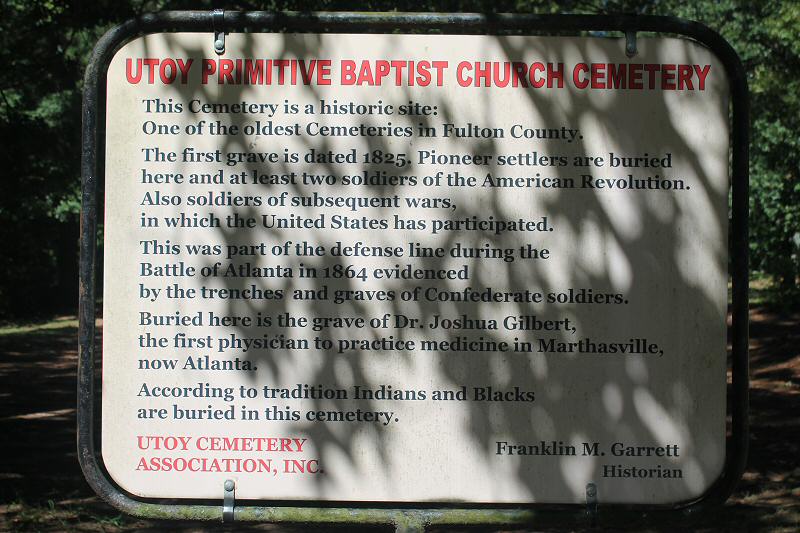 UTOY PRIMITIVE BAPTIST CHURCH CEMETERY
This Cemetery is a historic site:
One of the oldest Cemeteries in Fulton County.
The first grave is dated 1825. Pioneer settlers are buried
here and at least two soldiers of the American Revolution.
Also soldiers of subsequent wars,
in which the United States has participated.
This was part of the defense line during the
Battle of Atlanta in 1864 evidenced
by the trenches and graves of Confederate soldiers.
Buried here is the grave of Dr. Joshua Gilbert,
the first physician to practice medicine in Marthasville,
now Atlanta.
According to tradition Indians and Blacks
are buried in this cemetery.
UTOY CEMETERY
ASSOCIATION, INC.
Franklin M. Garrett
Historian